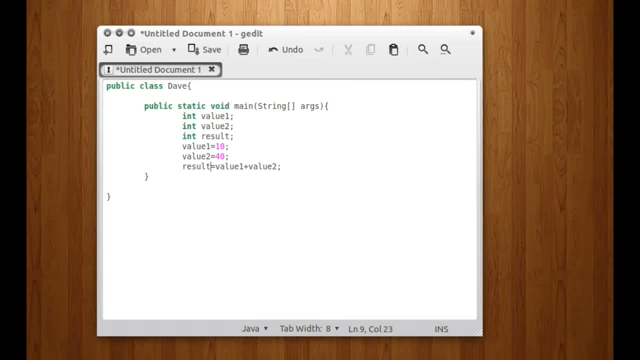 *Untitled Document 1 - gedit
Open Save Undo
*Untitled Document 1
public class Dave{
public static void main(String[] args){
int value1;
int value2;
int result;
value1=10;
value2=40;
result=value1+value2;
}
}
Java Tab Width: 8 Ln 9, Col 23 INS